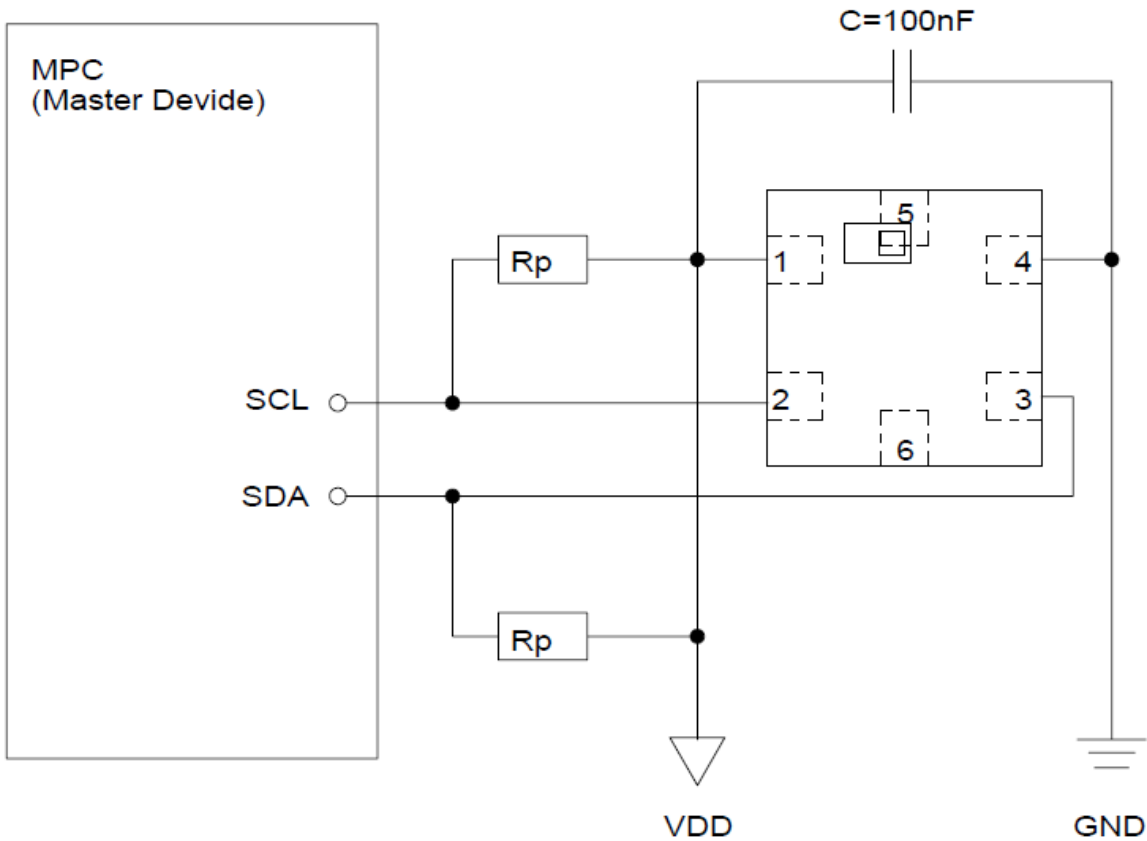 C=100nF
MPC
(Master Devide)
5
Rp
1
4
SCL
2
3
6
SDA
Rp
VDD
GND